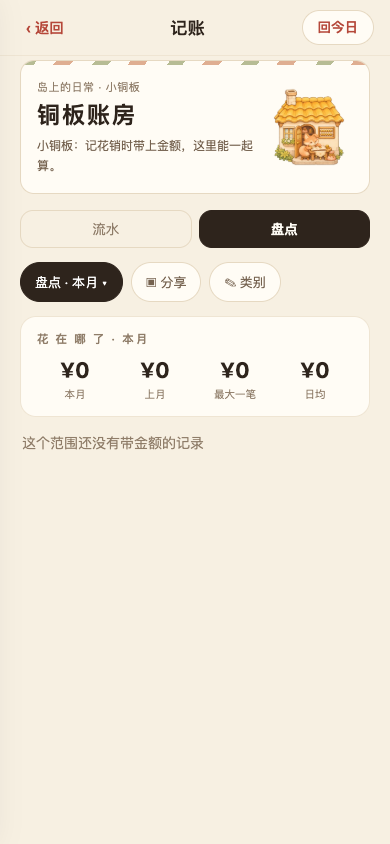 ‹ 返回
记账
回今日
岛上的日常 · 小铜板
铜板账房
小铜板：记花销时带上金额，这里能一起
算。
流水
盘点
盘点 · 本月 ▾
▣ 分享
✎ 类别
花在哪了 · 本月
¥0
¥0
¥0
¥0
本月
上月
最大一笔
日均
这个范围还没有带金额的记录